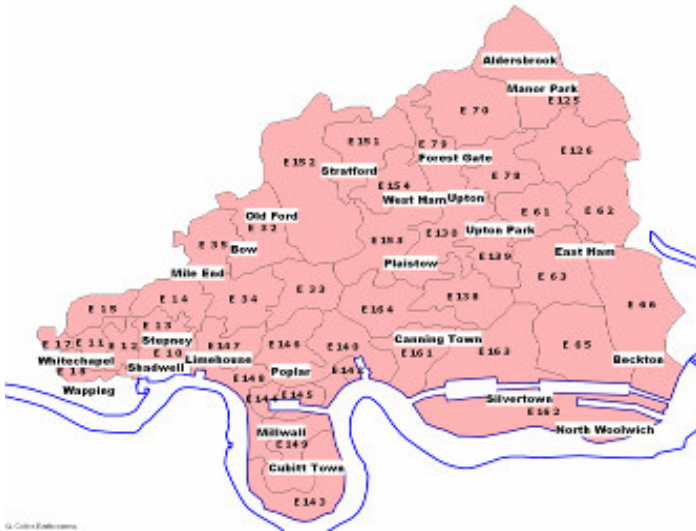 Aldersbrook
Manor Park
E 12 5
E 7 0
E 15 1
E 7 9
Forest Gate
E 12 6
E 15 2
Stratford
E 15 4
E 7 8
West Ham
Upton
Old Ford
E 3 2
E 6 1
E 6 2
E 3 5
Bow
E 15 3
E 13 0
Upton Park
East Ham
E 13 9
Mile End
Plaistow
E 6 3
E 1 4
E 3 4
E 3 3
E 13 8
E 6 6
E 1 5
E 16 4
E 1 3
Stepney
Canning Town
E 1 7
E 1 1
E 1 2
E 14 7
E 14 6
E 14 0
E 6 5
Whitechapel
E 1 0
Limehouse
E 16 1
E 16 3
Beckton
E 1 8
Shadwell
Poplar
E 14 8
Wapping
E 14 4
E 14 5
Silvertown
E 16 2
Millwall
North Woolwich
E 14 9
Cubitt Town
E 14 3